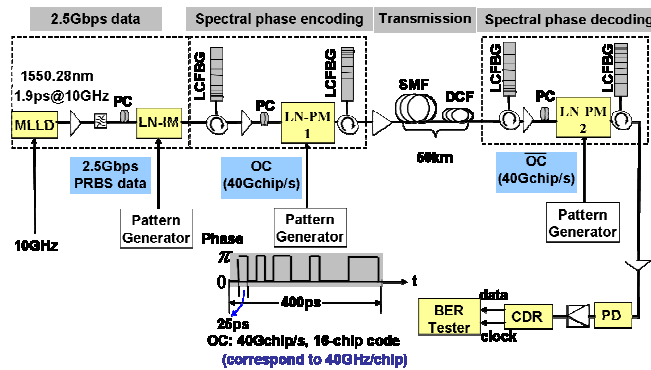 2.5Gbps data
Spectral phase encoding
Transmission
Spectral phase decoding
1550.28nm
1.9ps@10GHz
MLLD
PC
LN-IM
LCFBG
PC
LN-PM
1
LCFBG
SMF
DCF
50km
LCFBG
PC
LN PM
2
LCFBG
2.5Gbps
PRBS data
OC
(40Gchip/s)
OC
(40Gchip/s)
Pattern
Generator
Pattern
Generator
Pattern
Generator
10GHz
Phase
π
0
t
400ps
25ps
OC: 40Gchip/s, 16-chip code
(correspond to 40GHz/chip)
BER
Tester
data
clock
CDR
PD